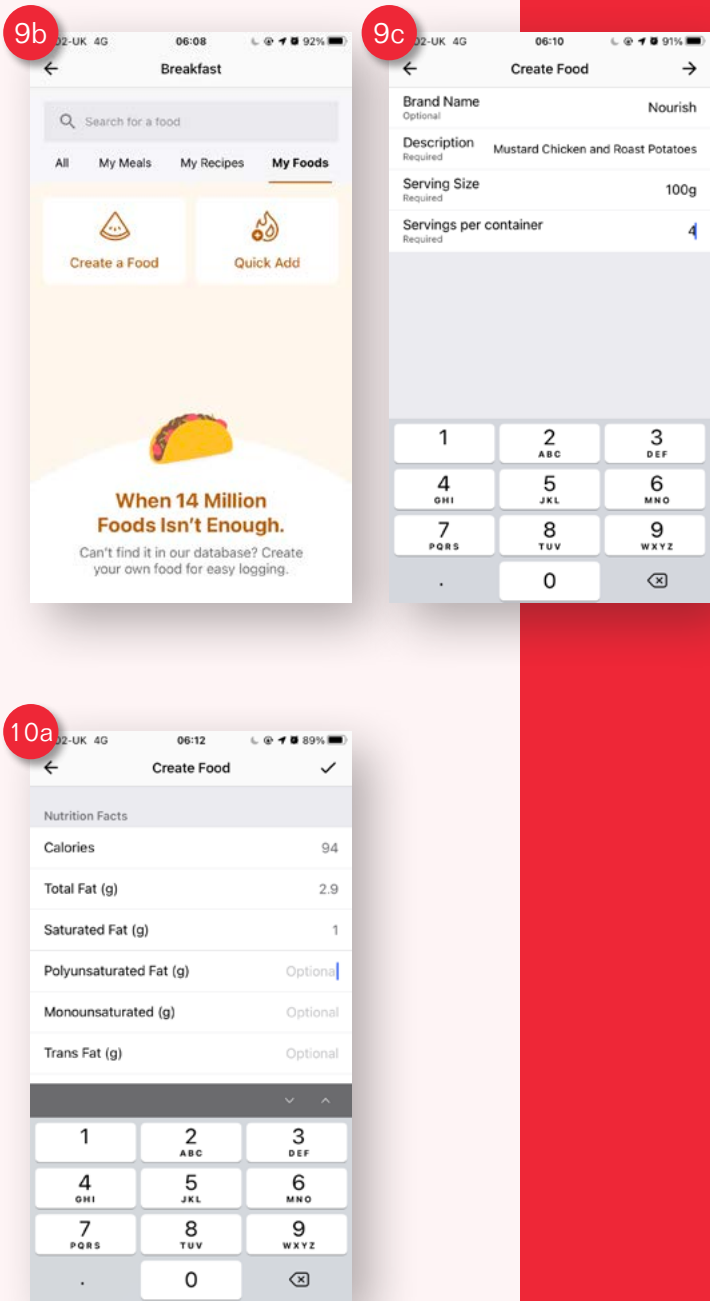 9b
02-UK 4G 06:08 92%
Breakfast
Search for a food
All My Meals My Recipes My Foods
Create a Food Quick Add
When 14 Million
Foods Isn't Enough.
Can't find it in our database? Create
your own food for easy logging.
9c
02-UK 4G 06:10 91%
Create Food
Brand Name
Optional
Nourish
Description
Required
Mustard Chicken and Roast Potatoes
Serving Size
Required
100g
Servings per container
Required
4
1 2 3
ABC DEF
4 5 6
GHI JKL MNO
7 8 9
PQRS TUV WXYZ
. 0
10a
02-UK 4G 06:12 89%
Create Food
Nutrition Facts
Calories 94
Total Fat (g) 2.9
Saturated Fat (g) 1
Polyunsaturated Fat (g) Optional
Monounsaturated (g) Optional
Trans Fat (g) Optional
1 2 3
ABC DEF
4 5 6
GHI JKL MNO
7 8 9
PQRS TUV WXYZ
. 0